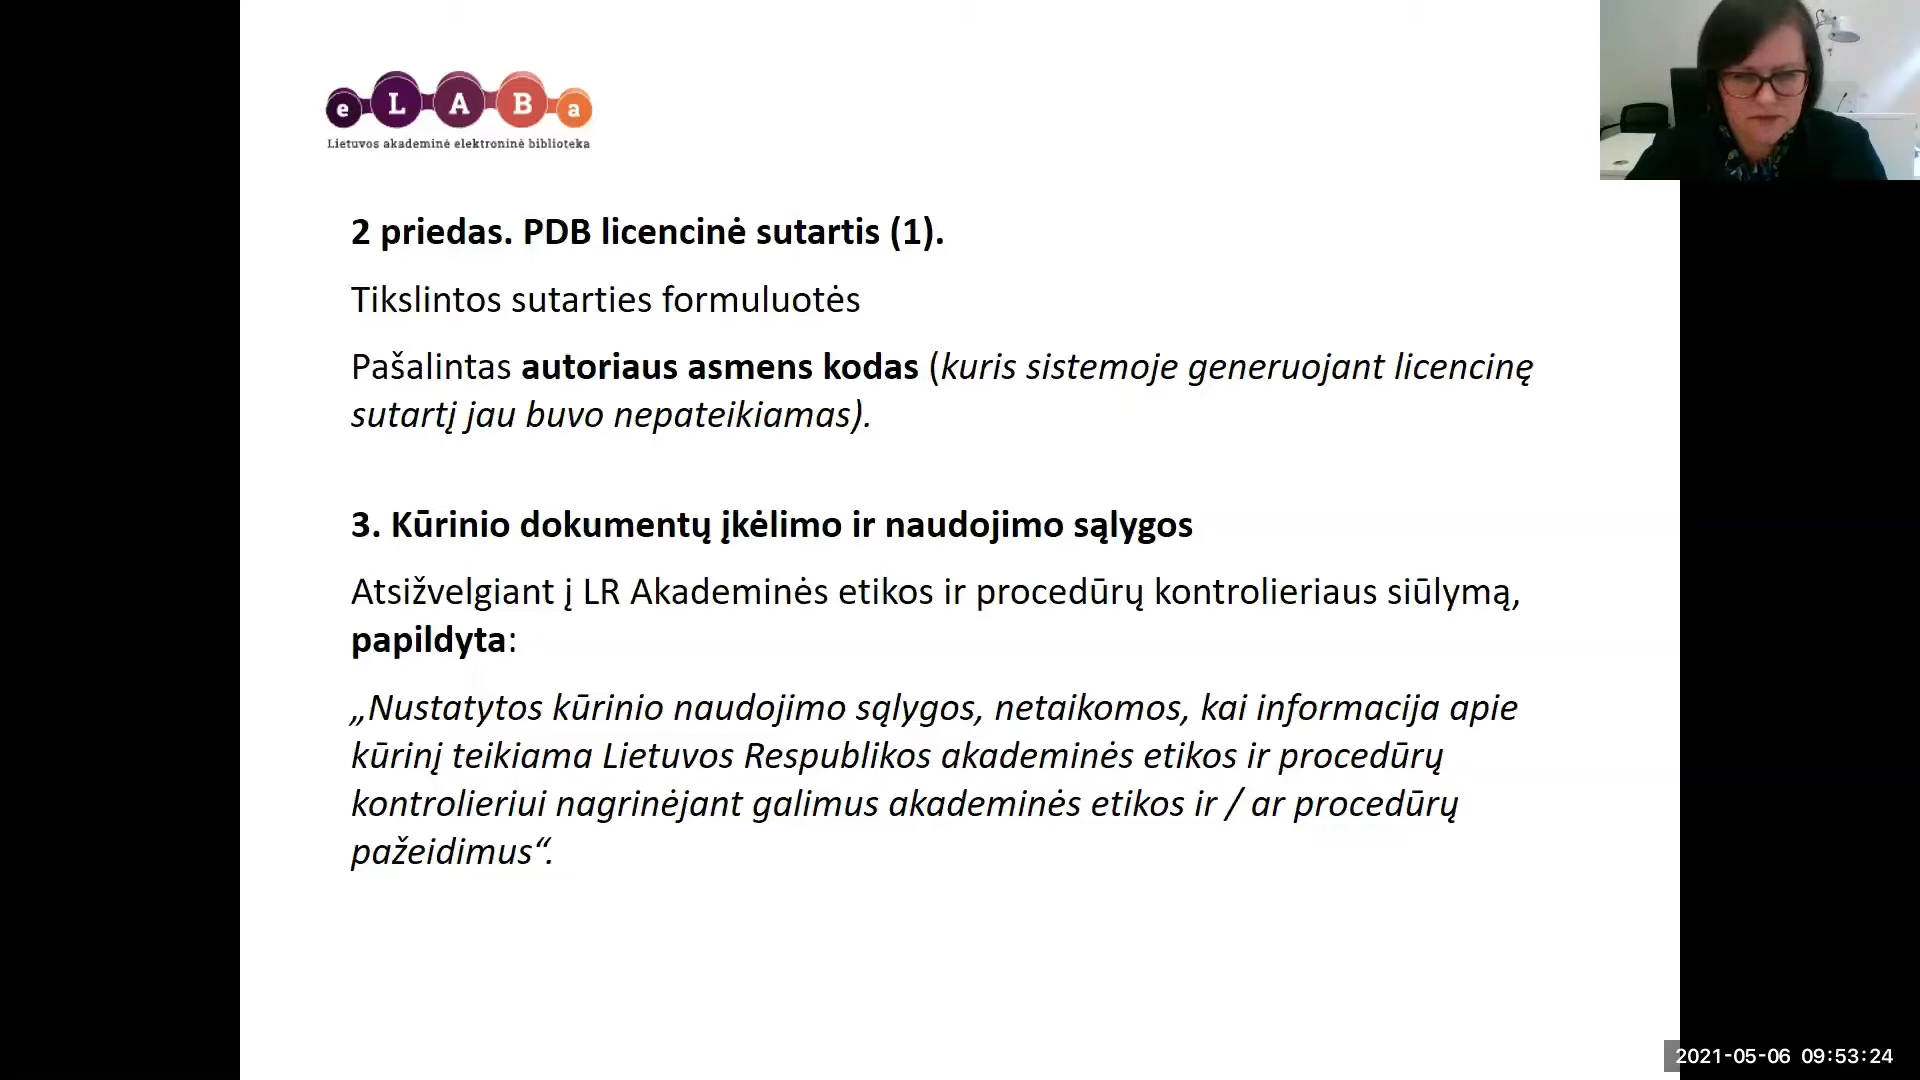 eLABa
Lietuvos akademinė elektroninė biblioteka
2 priedas. PDB licencinė sutartis (1).
Tikslintos sutarties formuluotės
Pašalintas autoriaus asmens kodas (kuris sistemoje generuojant licencinę
sutartį jau buvo nepateikiamas).
3. Kūrinio dokumentų įkėlimo ir naudojimo sąlygos
Atsižvelgiant į LR Akademinės etikos ir procedūrų kontrolieriaus siūlymą,
papildyta:
„Nustatytos kūrinio naudojimo sąlygos, netaikomos, kai informacija apie
kūrinį teikiama Lietuvos Respublikos akademinės etikos ir procedūrų
kontrolieriui nagrinėjant galimus akademinės etikos ir / ar procedūrų
pažeidimus“.
2021-05-06 09:53:24